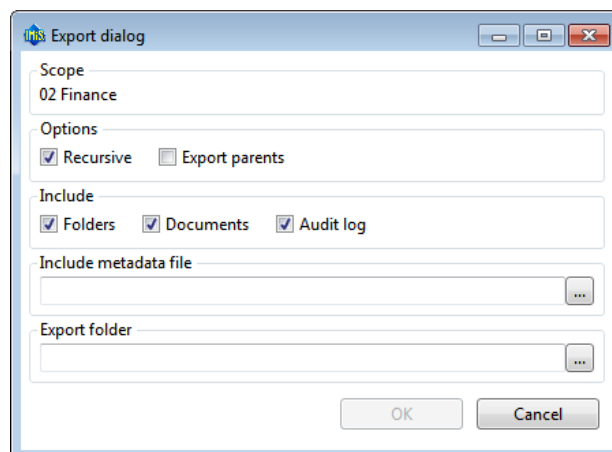 IMiS Export dialog
Scope
02 Finance
Options
Recursive Export parents
Include
Folders Documents Audit log
Include metadata file
...
Export folder
...
OK Cancel